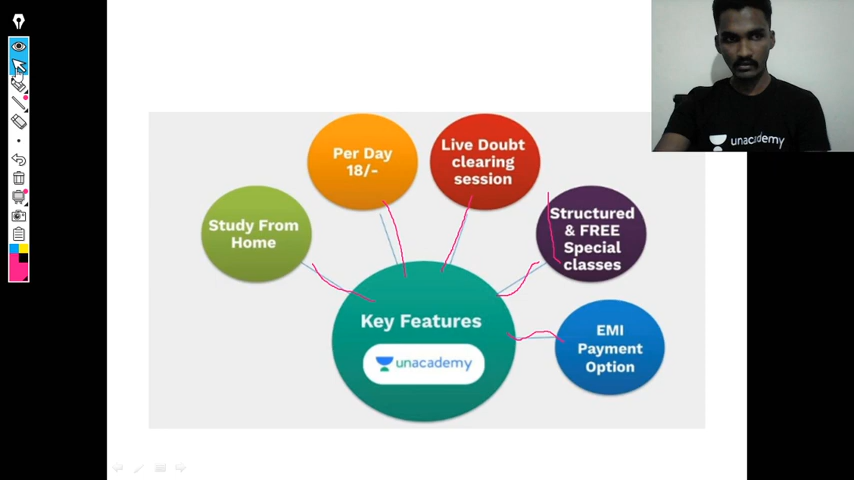 unacademy
Per Day
18/-
Live Doubt
clearing
session
Study From
Home
Structured
& FREE
Special
classes
Key Features
unacademy
EMI
Payment
Option